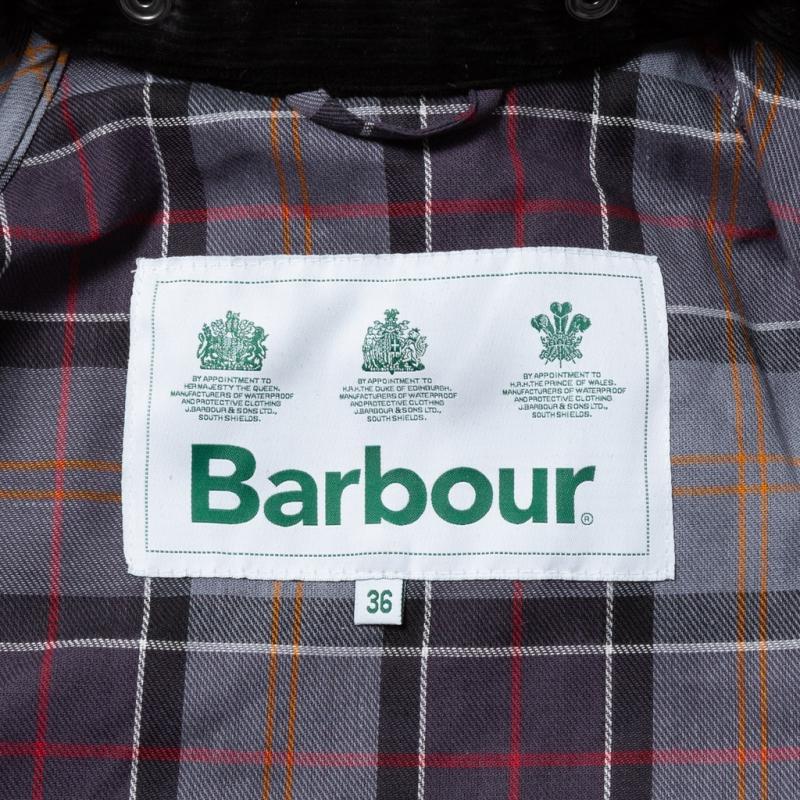 BY APPOINTMENT TO
HER MAJESTY THE QUEEN.
MANUFACTURERS OF WATERPROOF
AND PROTECTIVE CLOTHING
J.BARBOUR & SONS LTD.,
SOUTH SHIELDS.
BY APPOINTMENT TO
H.R.H. THE DUKE OF EDINBURGH.
MANUFACTURERS OF WATERPROOF
AND PROTECTIVE CLOTHING
J.BARBOUR & SONS LTD.,
SOUTH SHIELDS.
BY APPOINTMENT TO
H.R.H. THE PRINCE OF WALES.
MANUFACTURERS OF WATERPROOF
AND PROTECTIVE CLOTHING
J.BARBOUR & SONS LTD.,
SOUTH SHIELDS.
Barbour®
36